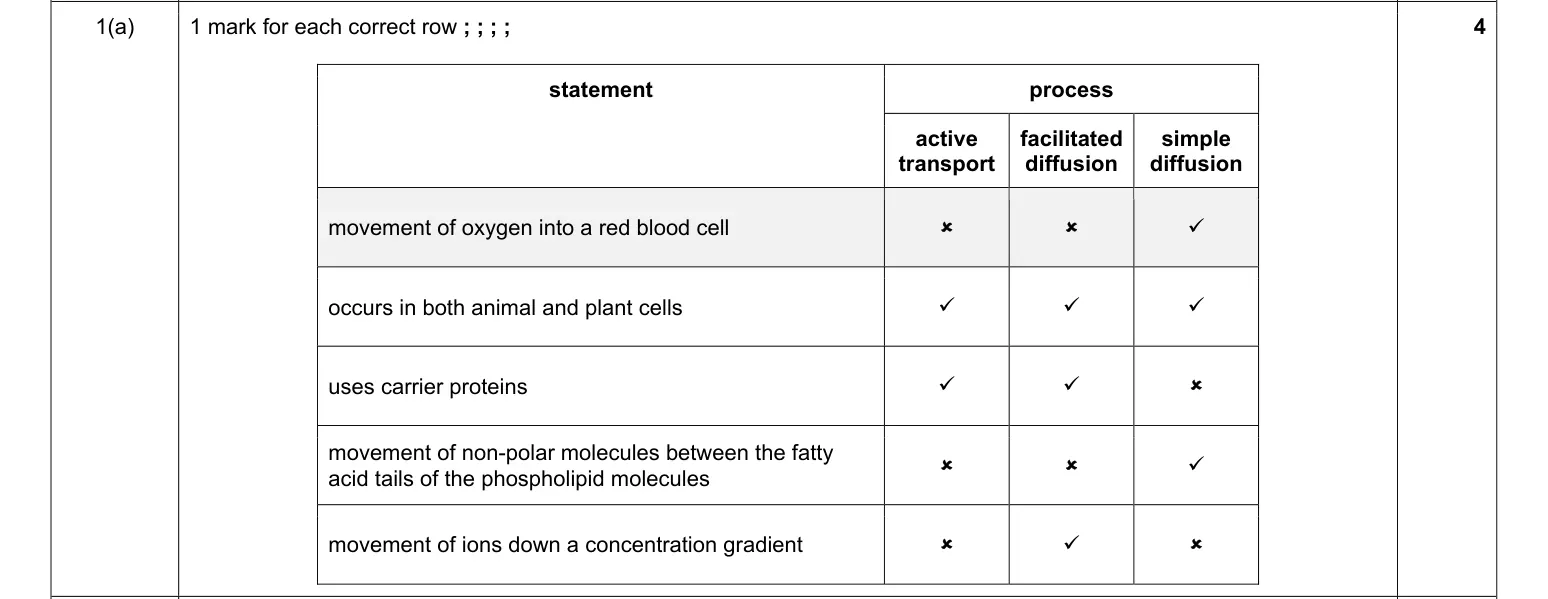 1(a) 1 mark for each correct row ; ; ; ; 4
statement process
active transport facilitated diffusion simple diffusion
movement of oxygen into a red blood cell ✘ ✘ ✓
occurs in both animal and plant cells ✓ ✓ ✓
uses carrier proteins ✓ ✓ ✘
movement of non-polar molecules between the fatty
acid tails of the phospholipid molecules ✘ ✘ ✓
movement of ions down a concentration gradient ✘ ✓ ✘